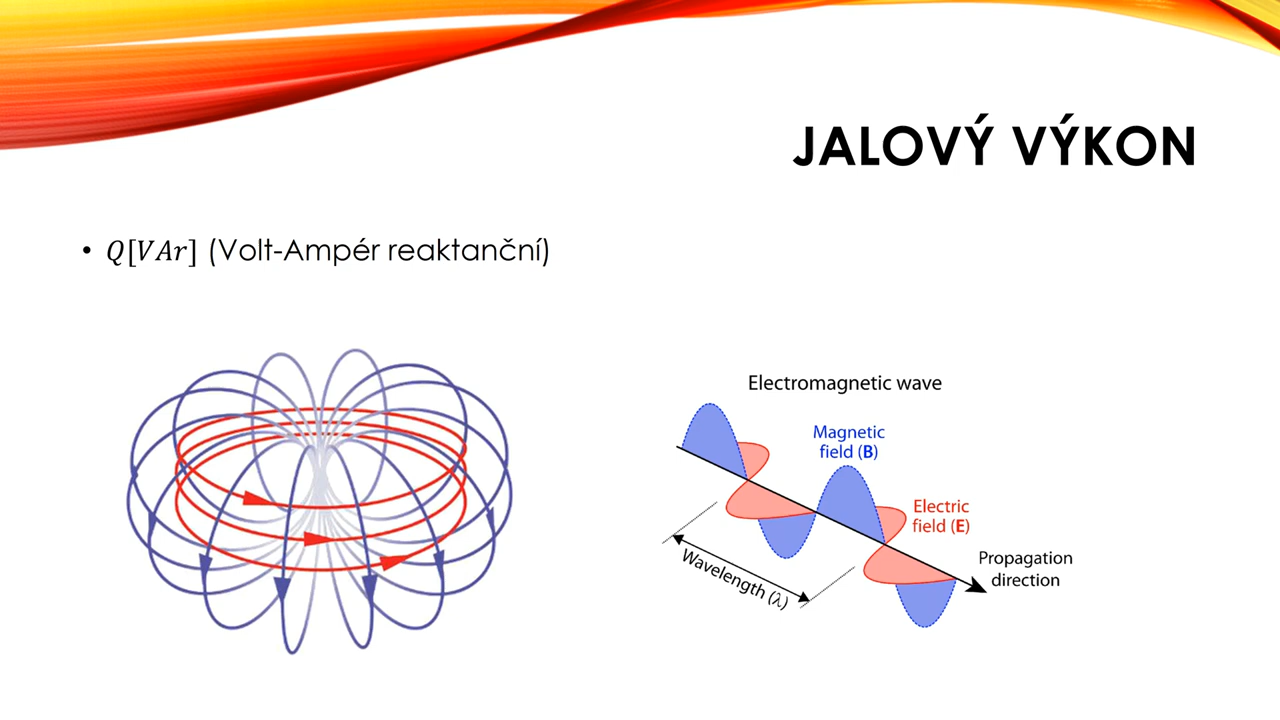 JALOVÝ VÝKON
• Q[VAr] (Volt-Ampér reaktanční)
Electromagnetic wave
Magnetic
field (B)
Electric
field (E)
Propagation
direction
Wavelength (λ)